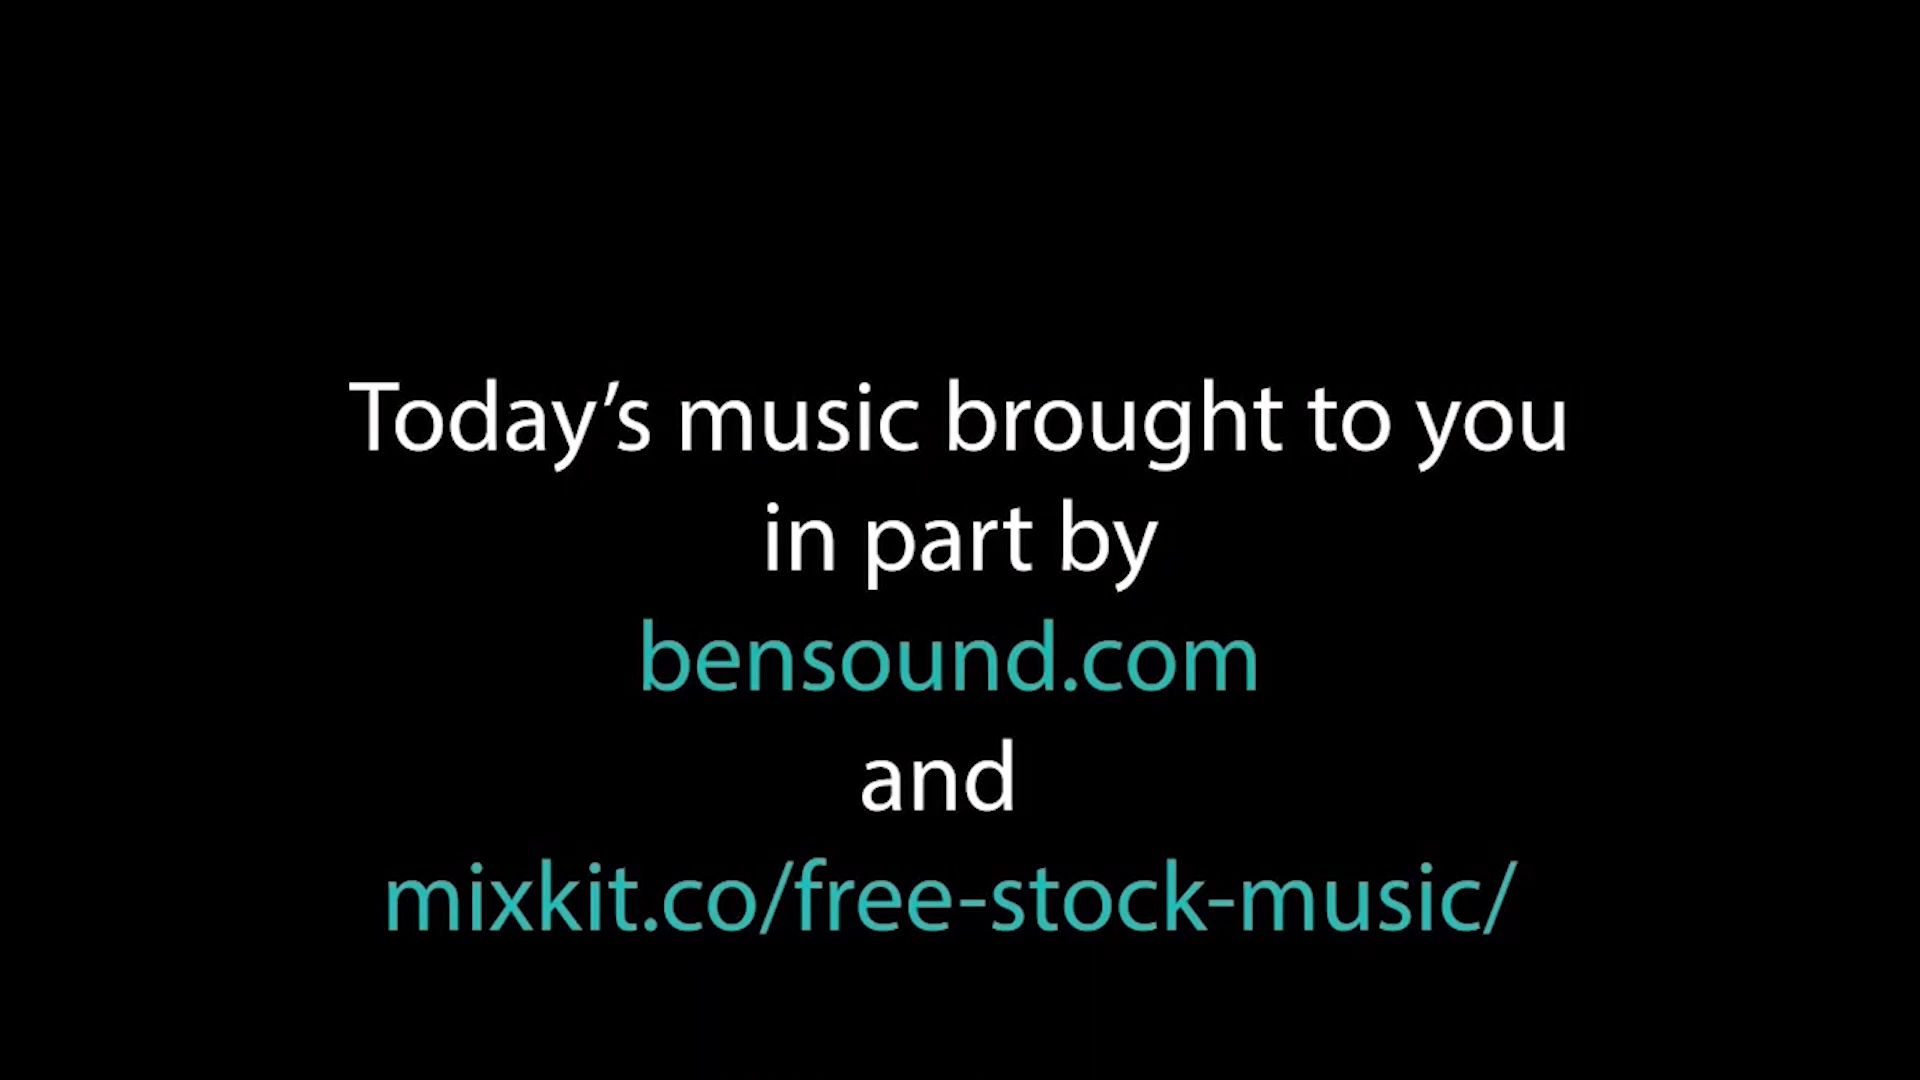 Today’s music brought to you
in part by
bensound.com
and
mixkit.co/free-stock-music/